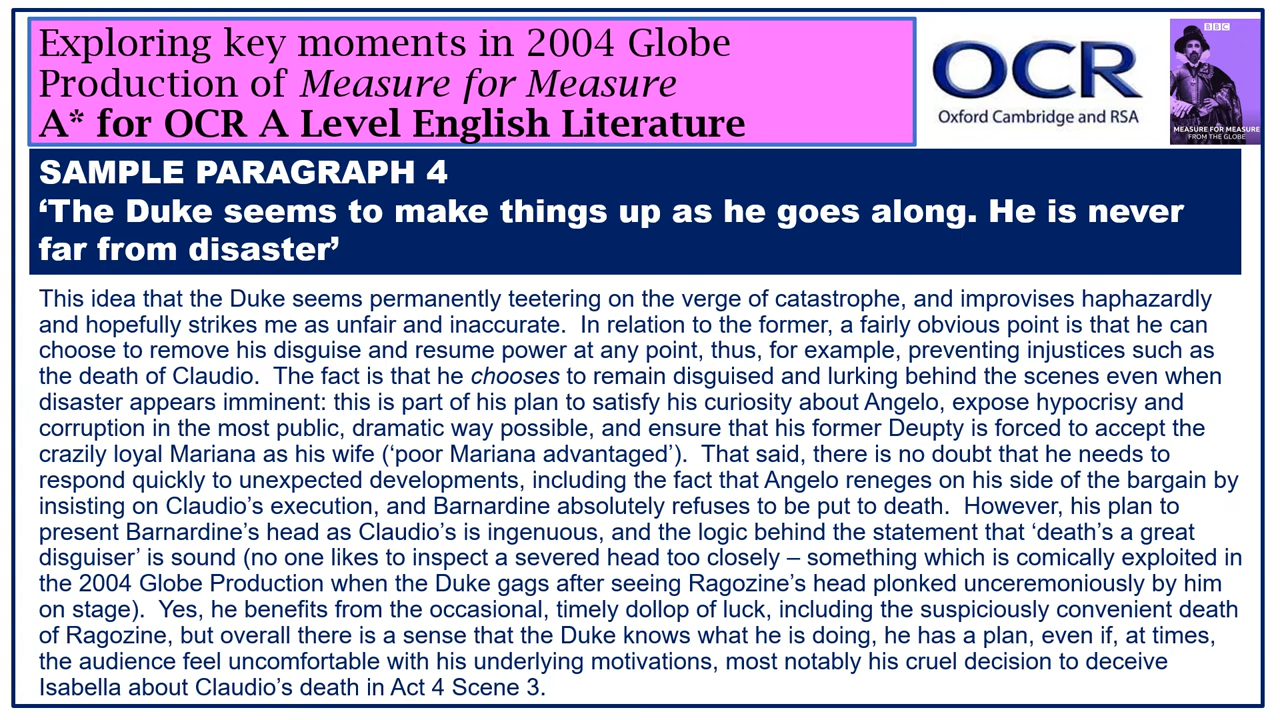 Exploring key moments in 2004 Globe
Production of Measure for Measure
A* for OCR A Level English Literature
OCR
Oxford Cambridge and RSA
BBC
MEASURE FOR MEASURE
FROM THE GLOBE
SAMPLE PARAGRAPH 4
‘The Duke seems to make things up as he goes along. He is never
far from disaster’
This idea that the Duke seems permanently teetering on the verge of catastrophe, and improvises haphazardly
and hopefully strikes me as unfair and inaccurate.  In relation to the former, a fairly obvious point is that he can
choose to remove his disguise and resume power at any point, thus, for example, preventing injustices such as
the death of Claudio.  The fact is that he chooses to remain disguised and lurking behind the scenes even when
disaster appears imminent: this is part of his plan to satisfy his curiosity about Angelo, expose hypocrisy and
corruption in the most public, dramatic way possible, and ensure that his former Deupty is forced to accept the
crazily loyal Mariana as his wife (‘poor Mariana advantaged’).  That said, there is no doubt that he needs to
respond quickly to unexpected developments, including the fact that Angelo reneges on his side of the bargain by
insisting on Claudio’s execution, and Barnardine absolutely refuses to be put to death.  However, his plan to
present Barnardine’s head as Claudio’s is ingenuous, and the logic behind the statement that ‘death’s a great
disguiser’ is sound (no one likes to inspect a severed head too closely – something which is comically exploited in
the 2004 Globe Production when the Duke gags after seeing Ragozine’s head plonked unceremoniously by him
on stage).  Yes, he benefits from the occasional, timely dollop of luck, including the suspiciously convenient death
of Ragozine, but overall there is a sense that the Duke knows what he is doing, he has a plan, even if, at times,
the audience feel uncomfortable with his underlying motivations, most notably his cruel decision to deceive
Isabella about Claudio’s death in Act 4 Scene 3.